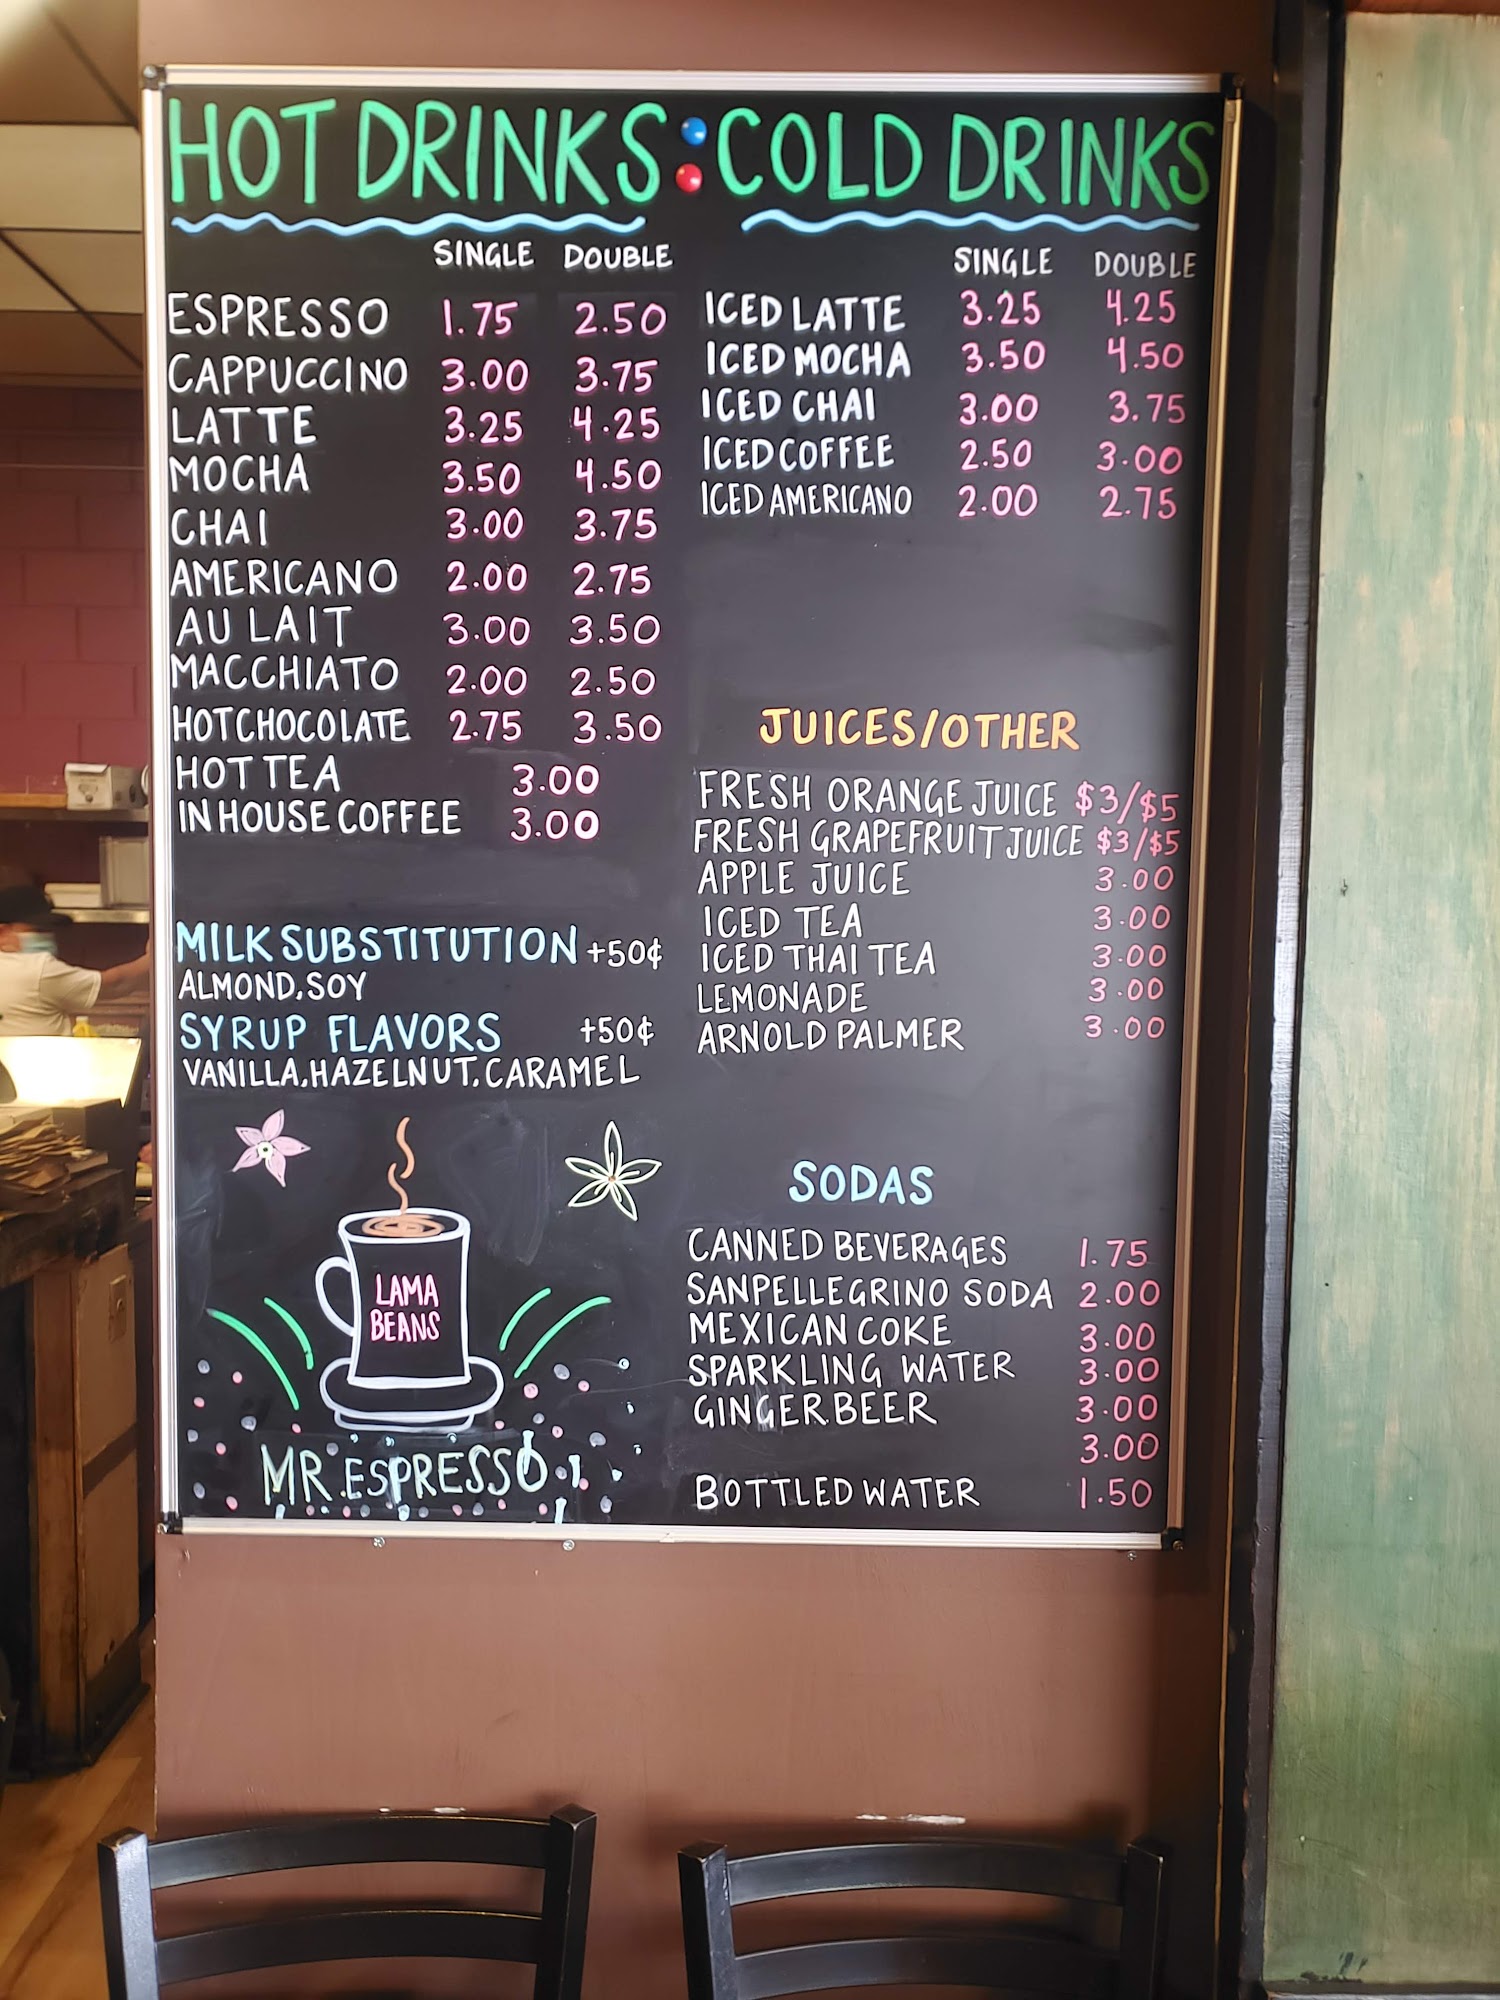 HOT DRINKS : COLD DRINKS
SINGLE DOUBLE
ESPRESSO 1.75 2.50
CAPPUCCINO 3.00 3.75
LATTE 3.25 4.25
MOCHA 3.50 4.50
CHAI 3.00 3.75
AMERICANO 2.00 2.75
AU LAIT 3.00 3.50
MACCHIATO 2.00 2.50
HOT CHOCOLATE 2.75 3.50
HOT TEA 3.00
IN HOUSE COFFEE 3.00
MILK SUBSTITUTION +50¢
ALMOND, SOY
SYRUP FLAVORS +50¢
VANILLA, HAZELNUT, CARAMEL
LAMA
BEANS
MR. ESPRESSO
SINGLE DOUBLE
ICED LATTE 3.25 4.25
ICED MOCHA 3.50 4.50
ICED CHAI 3.00 3.75
ICED COFFEE 2.50 3.00
ICED AMERICANO 2.00 2.75
JUICES/OTHER
FRESH ORANGE JUICE $3/$5
FRESH GRAPEFRUIT JUICE $3/$5
APPLE JUICE 3.00
ICED TEA 3.00
ICED THAI TEA 3.00
LEMONADE 3.00
ARNOLD PALMER 3.00
SODAS
CANNED BEVERAGES 1.75
SANPELLEGRINO SODA 2.00
MEXICAN COKE 3.00
SPARKLING WATER 3.00
GINGER BEER 3.00
3.00
BOTTLED WATER 1.50